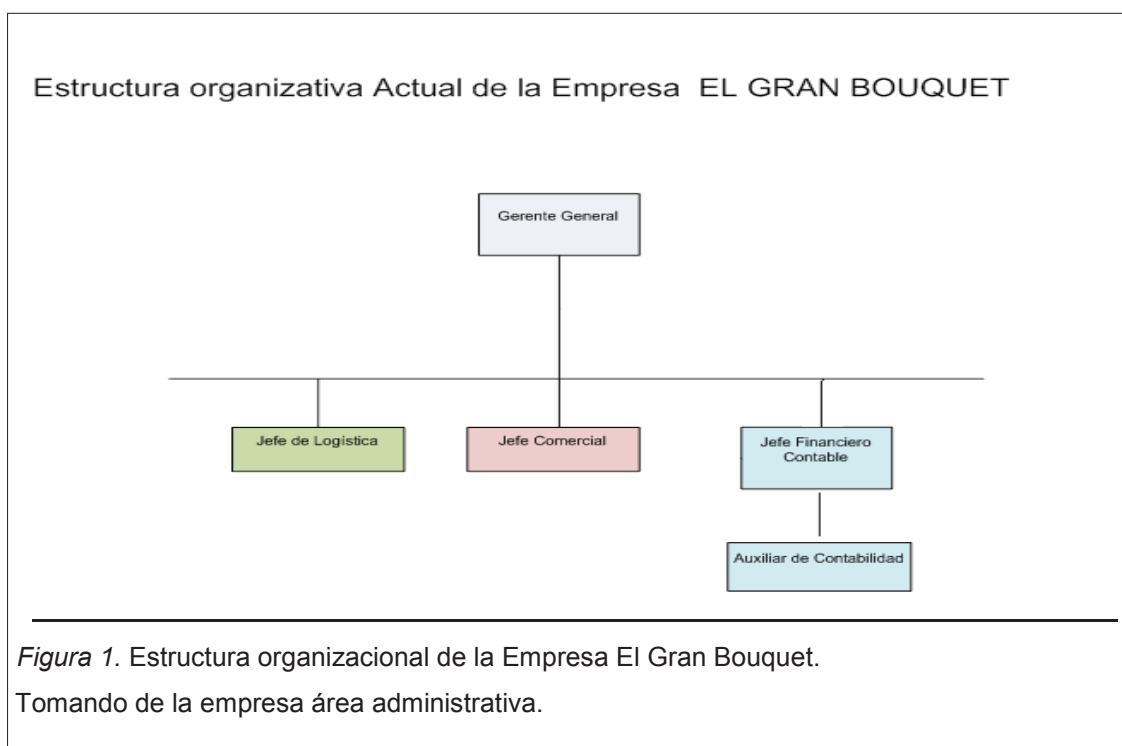 Estructura organizativa Actual de la Empresa EL GRAN BOUQUET
Gerente General
Jefe de Logística
Jefe Comercial
Jefe Financiero
Contable
Auxiliar de Contabilidad
Figura 1. Estructura organizacional de la Empresa El Gran Bouquet.
Tomando de la empresa área administrativa.